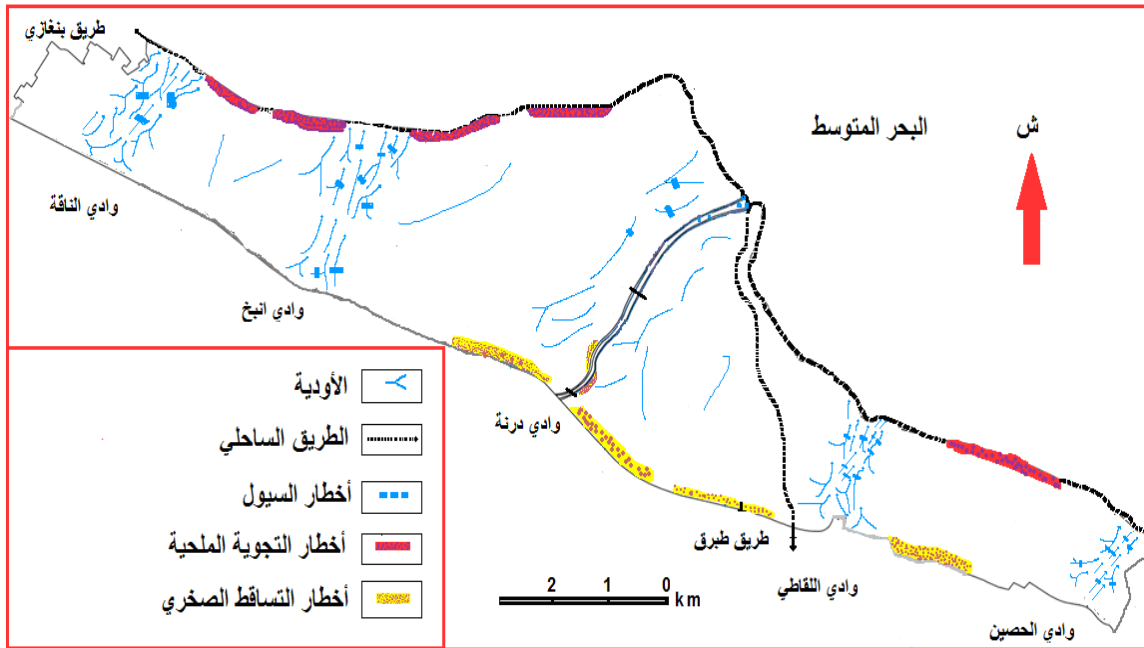 طريق بنغازي
البحر المتوسط
ش
وادي الناقة
وادي انبخ
وادي درنة
طريق طبرق
وادي اللقاطي
وادي الحصين
الأودية
الطريق الساحلي
أخطار السيول
أخطار التجوية الملحية
أخطار التساقط الصخري
2 1 0 km